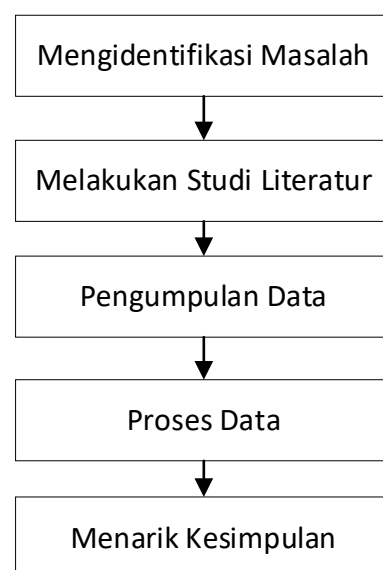 Mengidentifikasi Masalah
Melakukan Studi Literatur
Pengumpulan Data
Proses Data
Menarik Kesimpulan